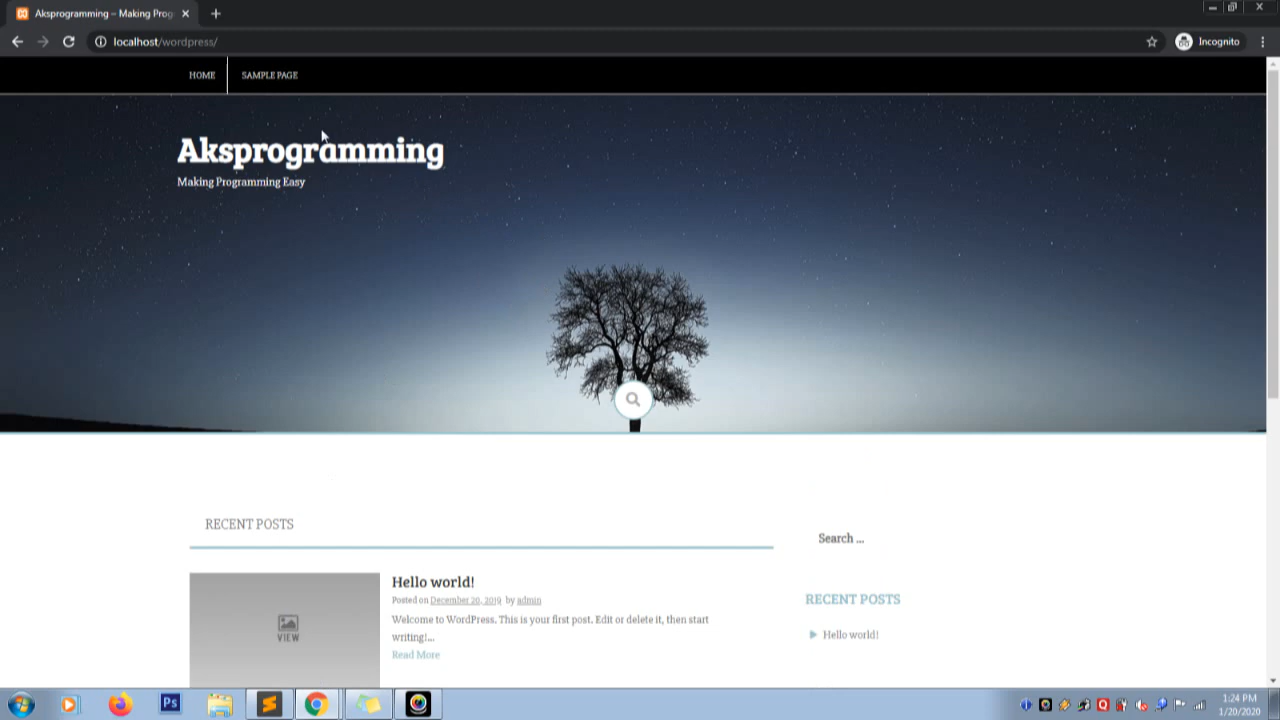 Aksprogramming – Making Prog
localhost/wordpress/
Incognito
HOME
SAMPLE PAGE
Aksprogramming
Making Programming Easy
RECENT POSTS
Search ...
Hello world!
Posted on December 20, 2019 by admin
Welcome to WordPress. This is your first post. Edit or delete it, then start
writing!...
Read More
VIEW
RECENT POSTS
Hello world!
Ps
1:24 PM
1/20/2020